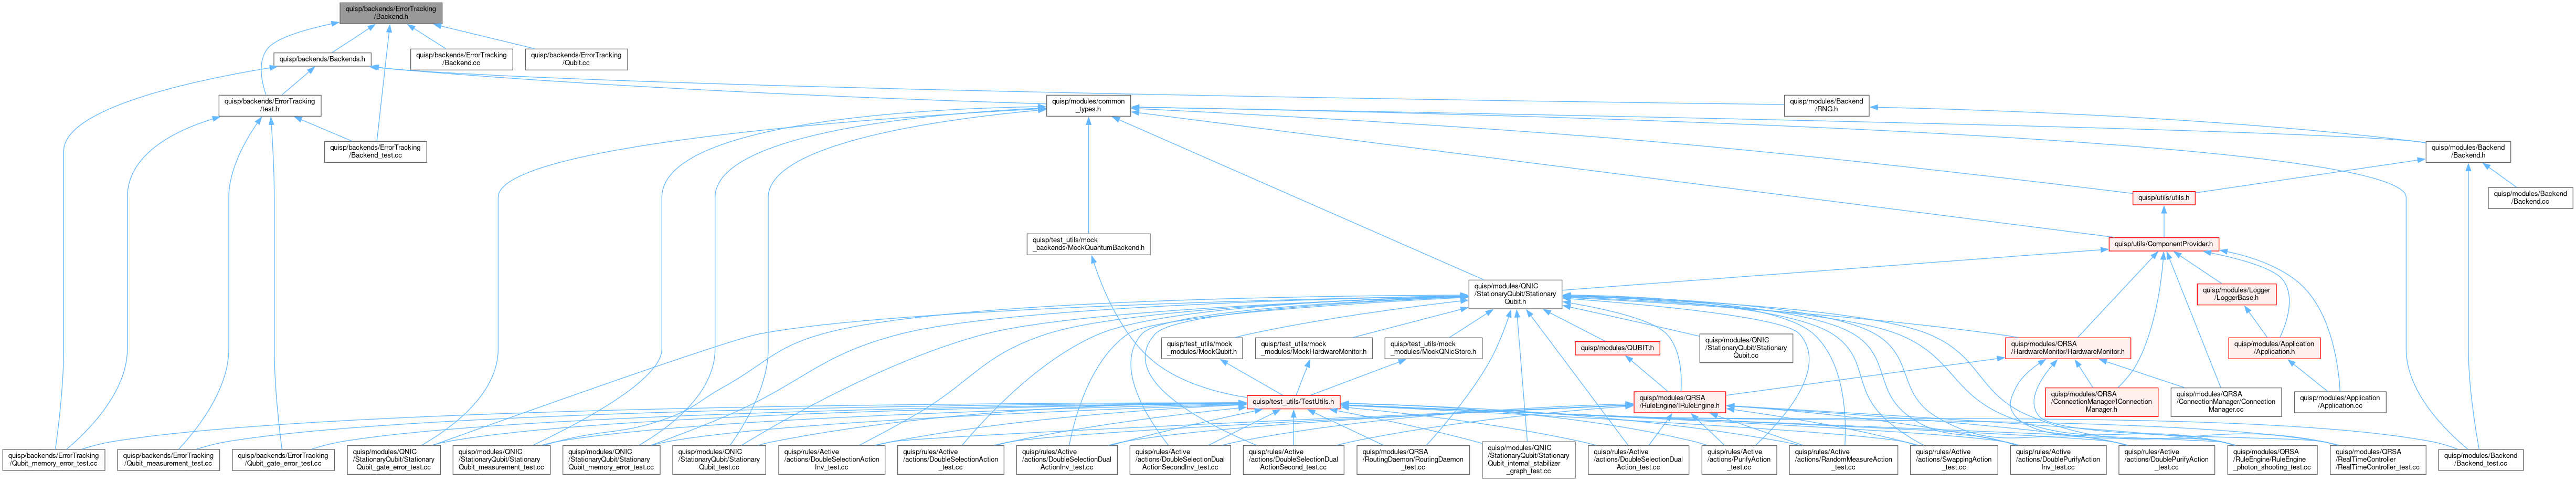 quisp/backends/ErrorTracking
/Backend.h
quisp/backends/Backends.h
quisp/backends/ErrorTracking
/Backend.cc
quisp/backends/ErrorTracking
/Qubit.cc
quisp/backends/ErrorTracking
/test.h
quisp/modules/common
_types.h
quisp/modules/Backend
/RNG.h
quisp/backends/ErrorTracking
/Backend_test.cc
quisp/modules/Backend
/Backend.h
quisp/utils/utils.h
quisp/modules/Backend
/Backend.cc
quisp/test_utils/mock
_backends/MockQuantumBackend.h
quisp/utils/ComponentProvider.h
quisp/modules/QNIC
/StationaryQubit/Stationary
Qubit.h
quisp/modules/Logger
/LoggerBase.h
quisp/test_utils/mock
_modules/MockQubit.h
quisp/test_utils/mock
_modules/MockHardwareMonitor.h
quisp/test_utils/mock
_modules/MockQNicStore.h
quisp/modules/QUBIT.h
quisp/modules/QNIC
/StationaryQubit/Stationary
Qubit.cc
quisp/modules/QRSA
/HardwareMonitor/HardwareMonitor.h
quisp/modules/Application
/Application.h
quisp/test_utils/TestUtils.h
quisp/modules/QRSA
/RuleEngine/IRuleEngine.h
quisp/modules/QRSA
/ConnectionManager/IConnection
Manager.h
quisp/modules/QRSA
/ConnectionManager/Connection
Manager.cc
quisp/modules/Application
/Application.cc
quisp/backends/ErrorTracking
/Qubit_memory_error_test.cc
quisp/backends/ErrorTracking
/Qubit_measurement_test.cc
quisp/backends/ErrorTracking
/Qubit_gate_error_test.cc
quisp/modules/QNIC
/StationaryQubit/Stationary
Qubit_gate_error_test.cc
quisp/modules/QNIC
/StationaryQubit/Stationary
Qubit_measurement_test.cc
quisp/modules/QNIC
/StationaryQubit/Stationary
Qubit_memory_error_test.cc
quisp/modules/QNIC
/StationaryQubit/Stationary
Qubit_test.cc
quisp/rules/Active
/actions/DoubleSelectionAction
Inv_test.cc
quisp/rules/Active
/actions/DoubleSelectionAction
_test.cc
quisp/rules/Active
/actions/DoubleSelectionDual
ActionInv_test.cc
quisp/rules/Active
/actions/DoubleSelectionDual
ActionSecondInv_test.cc
quisp/rules/Active
/actions/DoubleSelectionDual
ActionSecond_test.cc
quisp/modules/QRSA
/RoutingDaemon/RoutingDaemon
_test.cc
quisp/modules/QNIC
/StationaryQubit/Stationary
Qubit_internal_stabilizer
_graph_test.cc
quisp/rules/Active
/actions/DoubleSelectionDual
Action_test.cc
quisp/rules/Active
/actions/PurifyAction
_test.cc
quisp/rules/Active
/actions/RandomMeasureAction
_test.cc
quisp/rules/Active
/actions/SwappingAction
_test.cc
quisp/rules/Active
/actions/DoublePurifyAction
Inv_test.cc
quisp/rules/Active
/actions/DoublePurifyAction
_test.cc
quisp/modules/QRSA
/RuleEngine/RuleEngine
_photon_shooting_test.cc
quisp/modules/QRSA
/RealTimeController
/RealTimeController_test.cc
quisp/modules/Backend
/Backend_test.cc